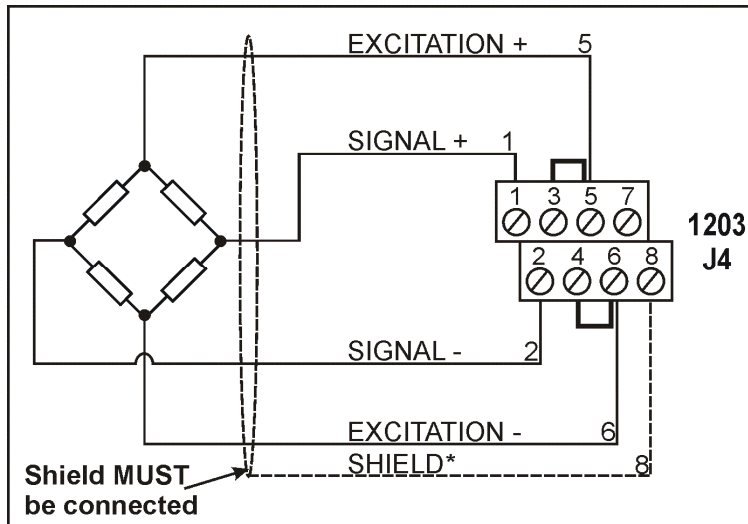 EXCITATION + 5
SIGNAL + 1
1 3 5 7
1203
J4
2 4 6 8
SIGNAL - 2
EXCITATION - 6
SHIELD* 8
Shield MUST
be connected